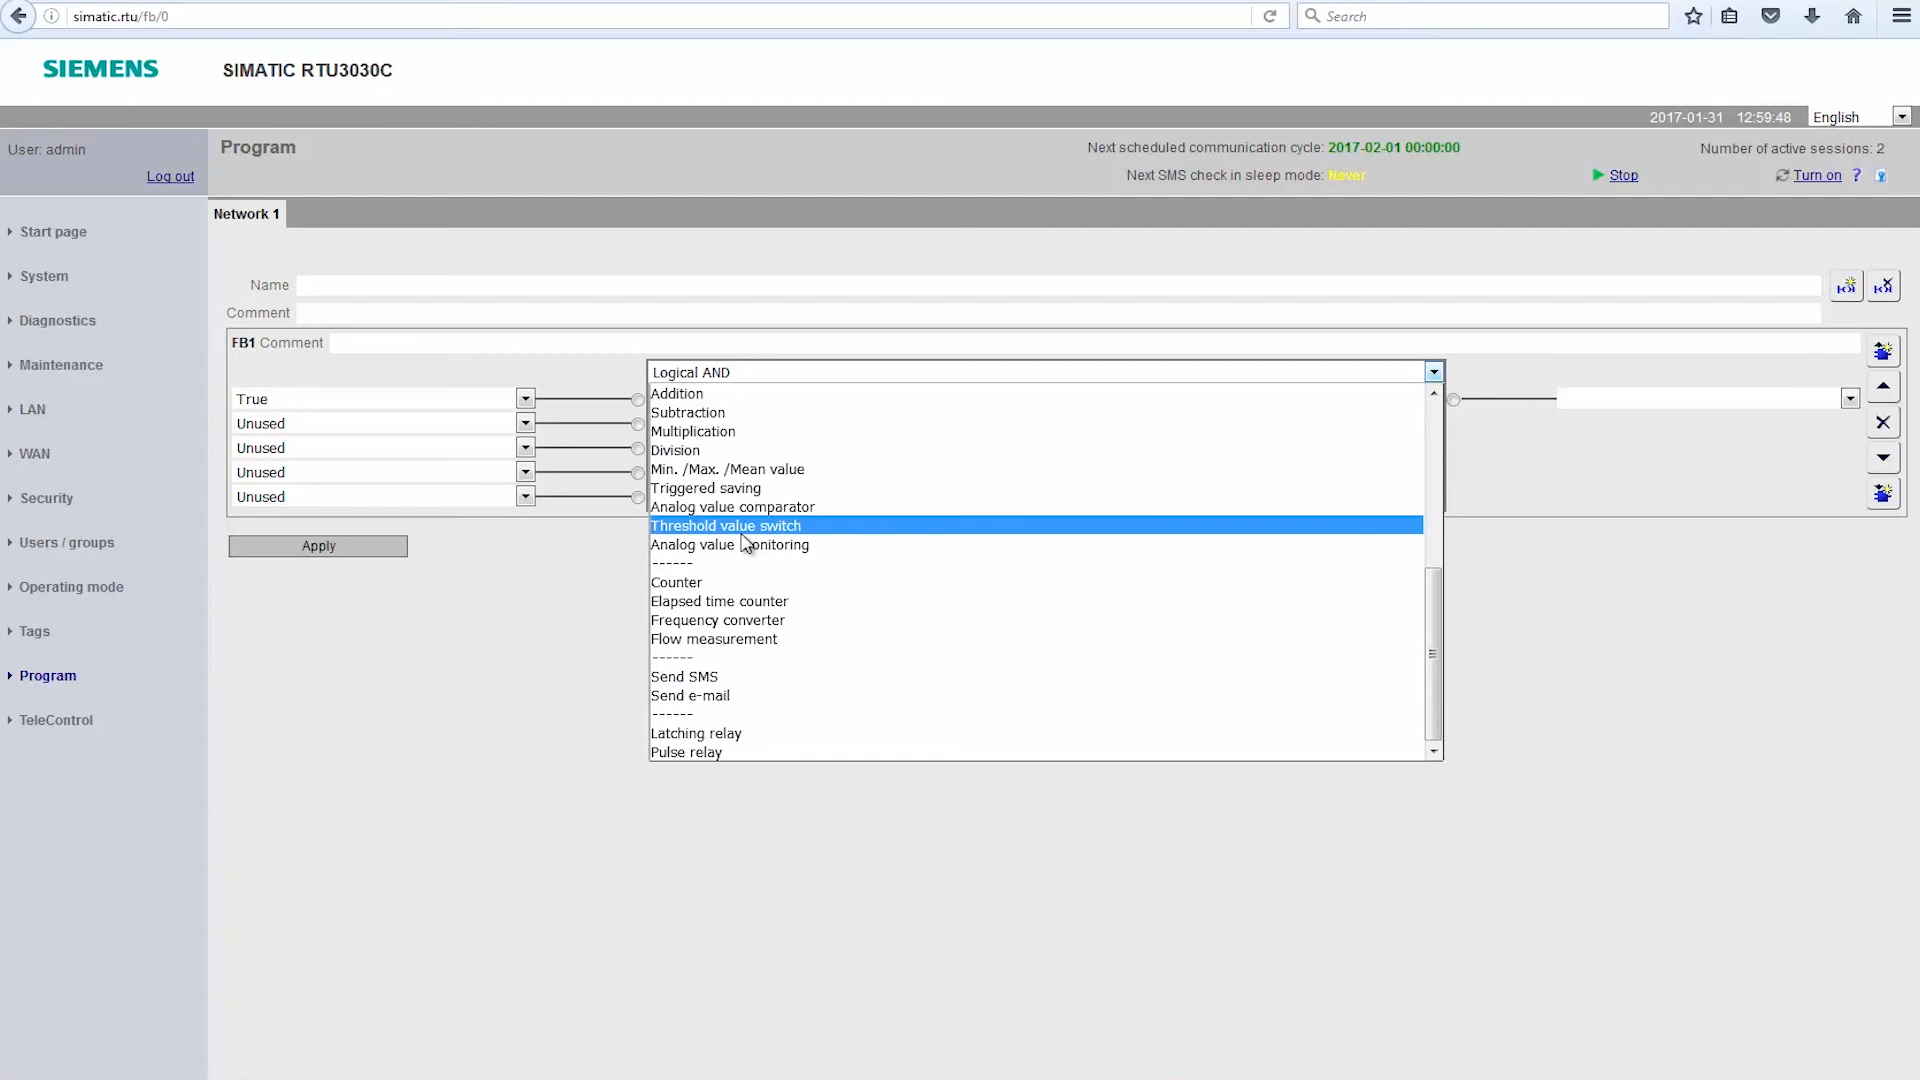 simatic.rtu/fb/0
Search
SIEMENS
SIMATIC RTU3030C
2017-01-31 12:59:48 English
User: admin
Log out
Program
Next scheduled communication cycle: 2017-02-01 00:00:00
Number of active sessions: 2
Next SMS check in sleep mode: Never
Stop
Turn on ?
Network 1
Start page
System
Diagnostics
Maintenance
LAN
WAN
Security
Users / groups
Operating mode
Tags
Program
TeleControl
Name
Comment
FB1 Comment
True
Unused
Unused
Unused
Unused
Apply
Logical AND
Addition
Subtraction
Multiplication
Division
Min. /Max. /Mean value
Triggered saving
Analog value comparator
Threshold value switch
Analog value monitoring
------
Counter
Elapsed time counter
Frequency converter
Flow measurement
------
Send SMS
Send e-mail
------
Latching relay
Pulse relay